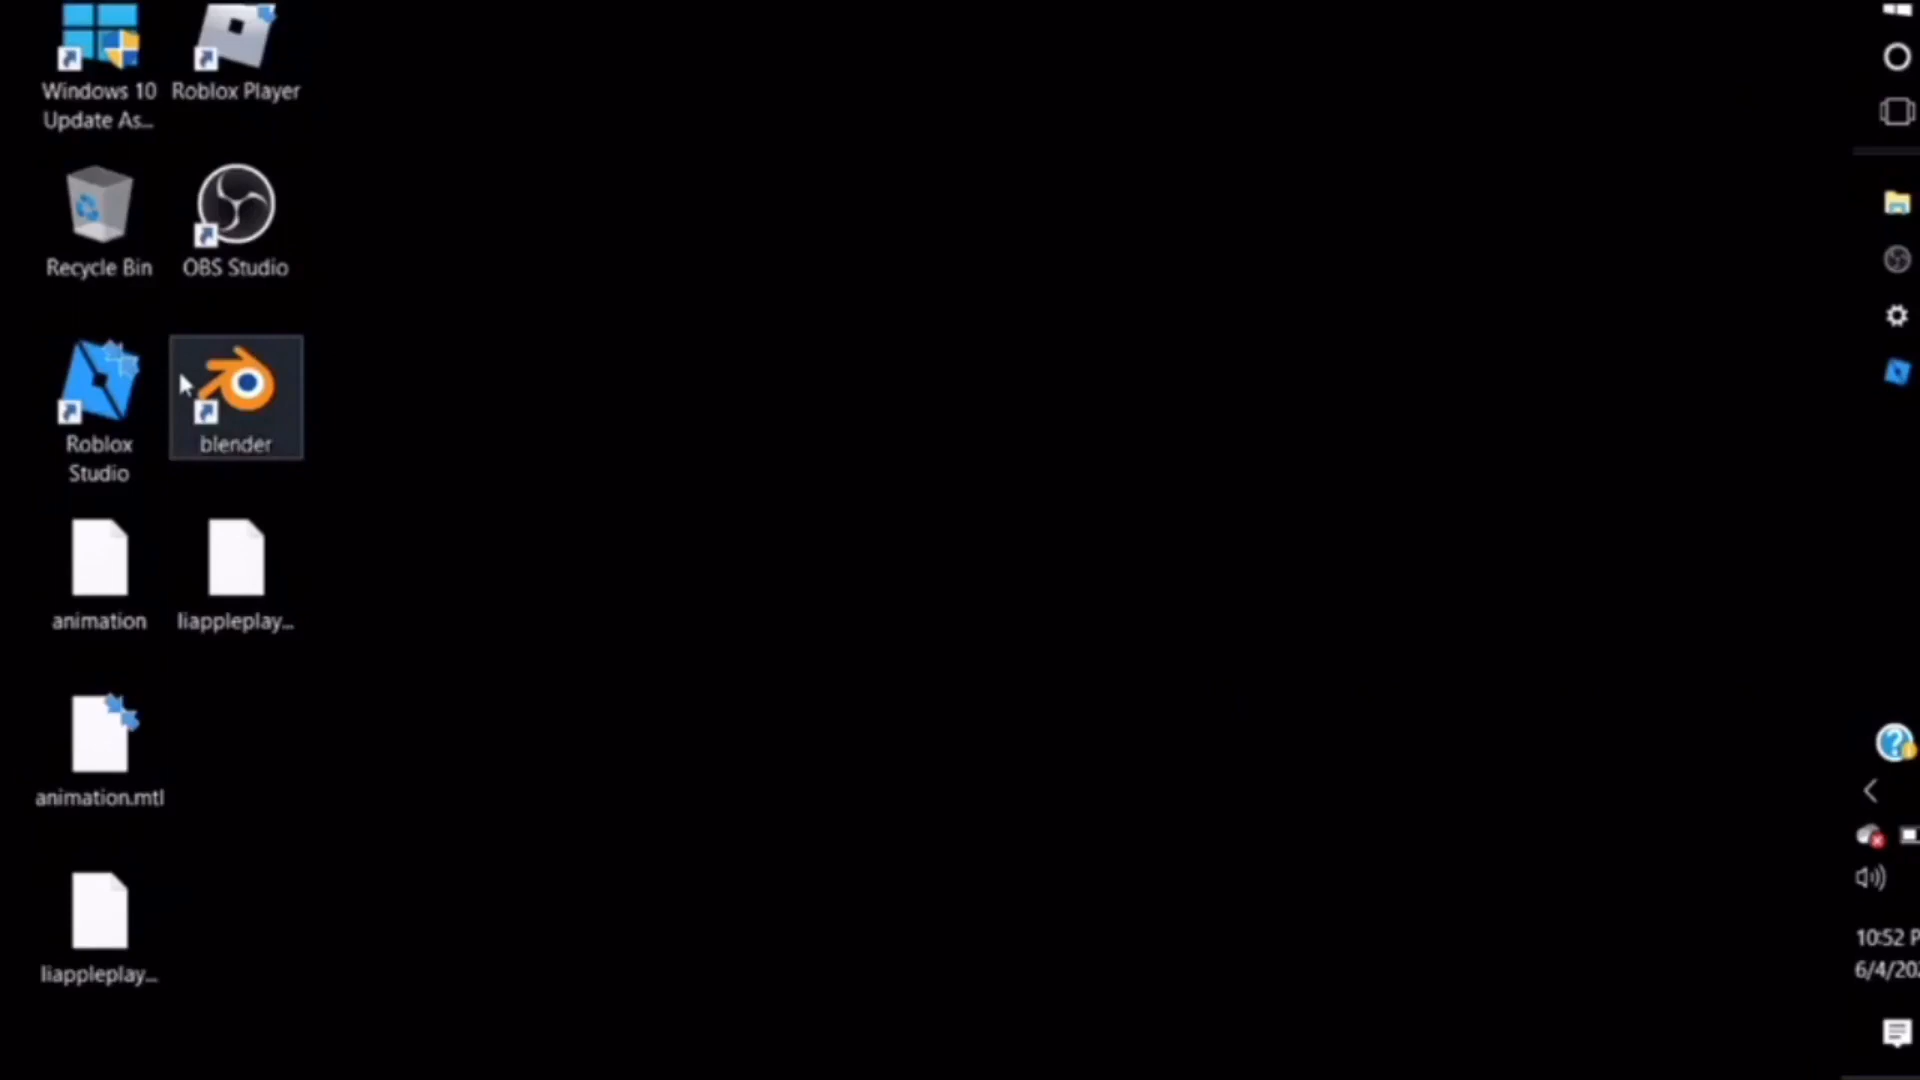 Windows 10
Update As...
Roblox Player
Recycle Bin
OBS Studio
Roblox
Studio
blender
animation
liappleplay...
animation.mtl
liappleplay...
10:52 P
6/4/202